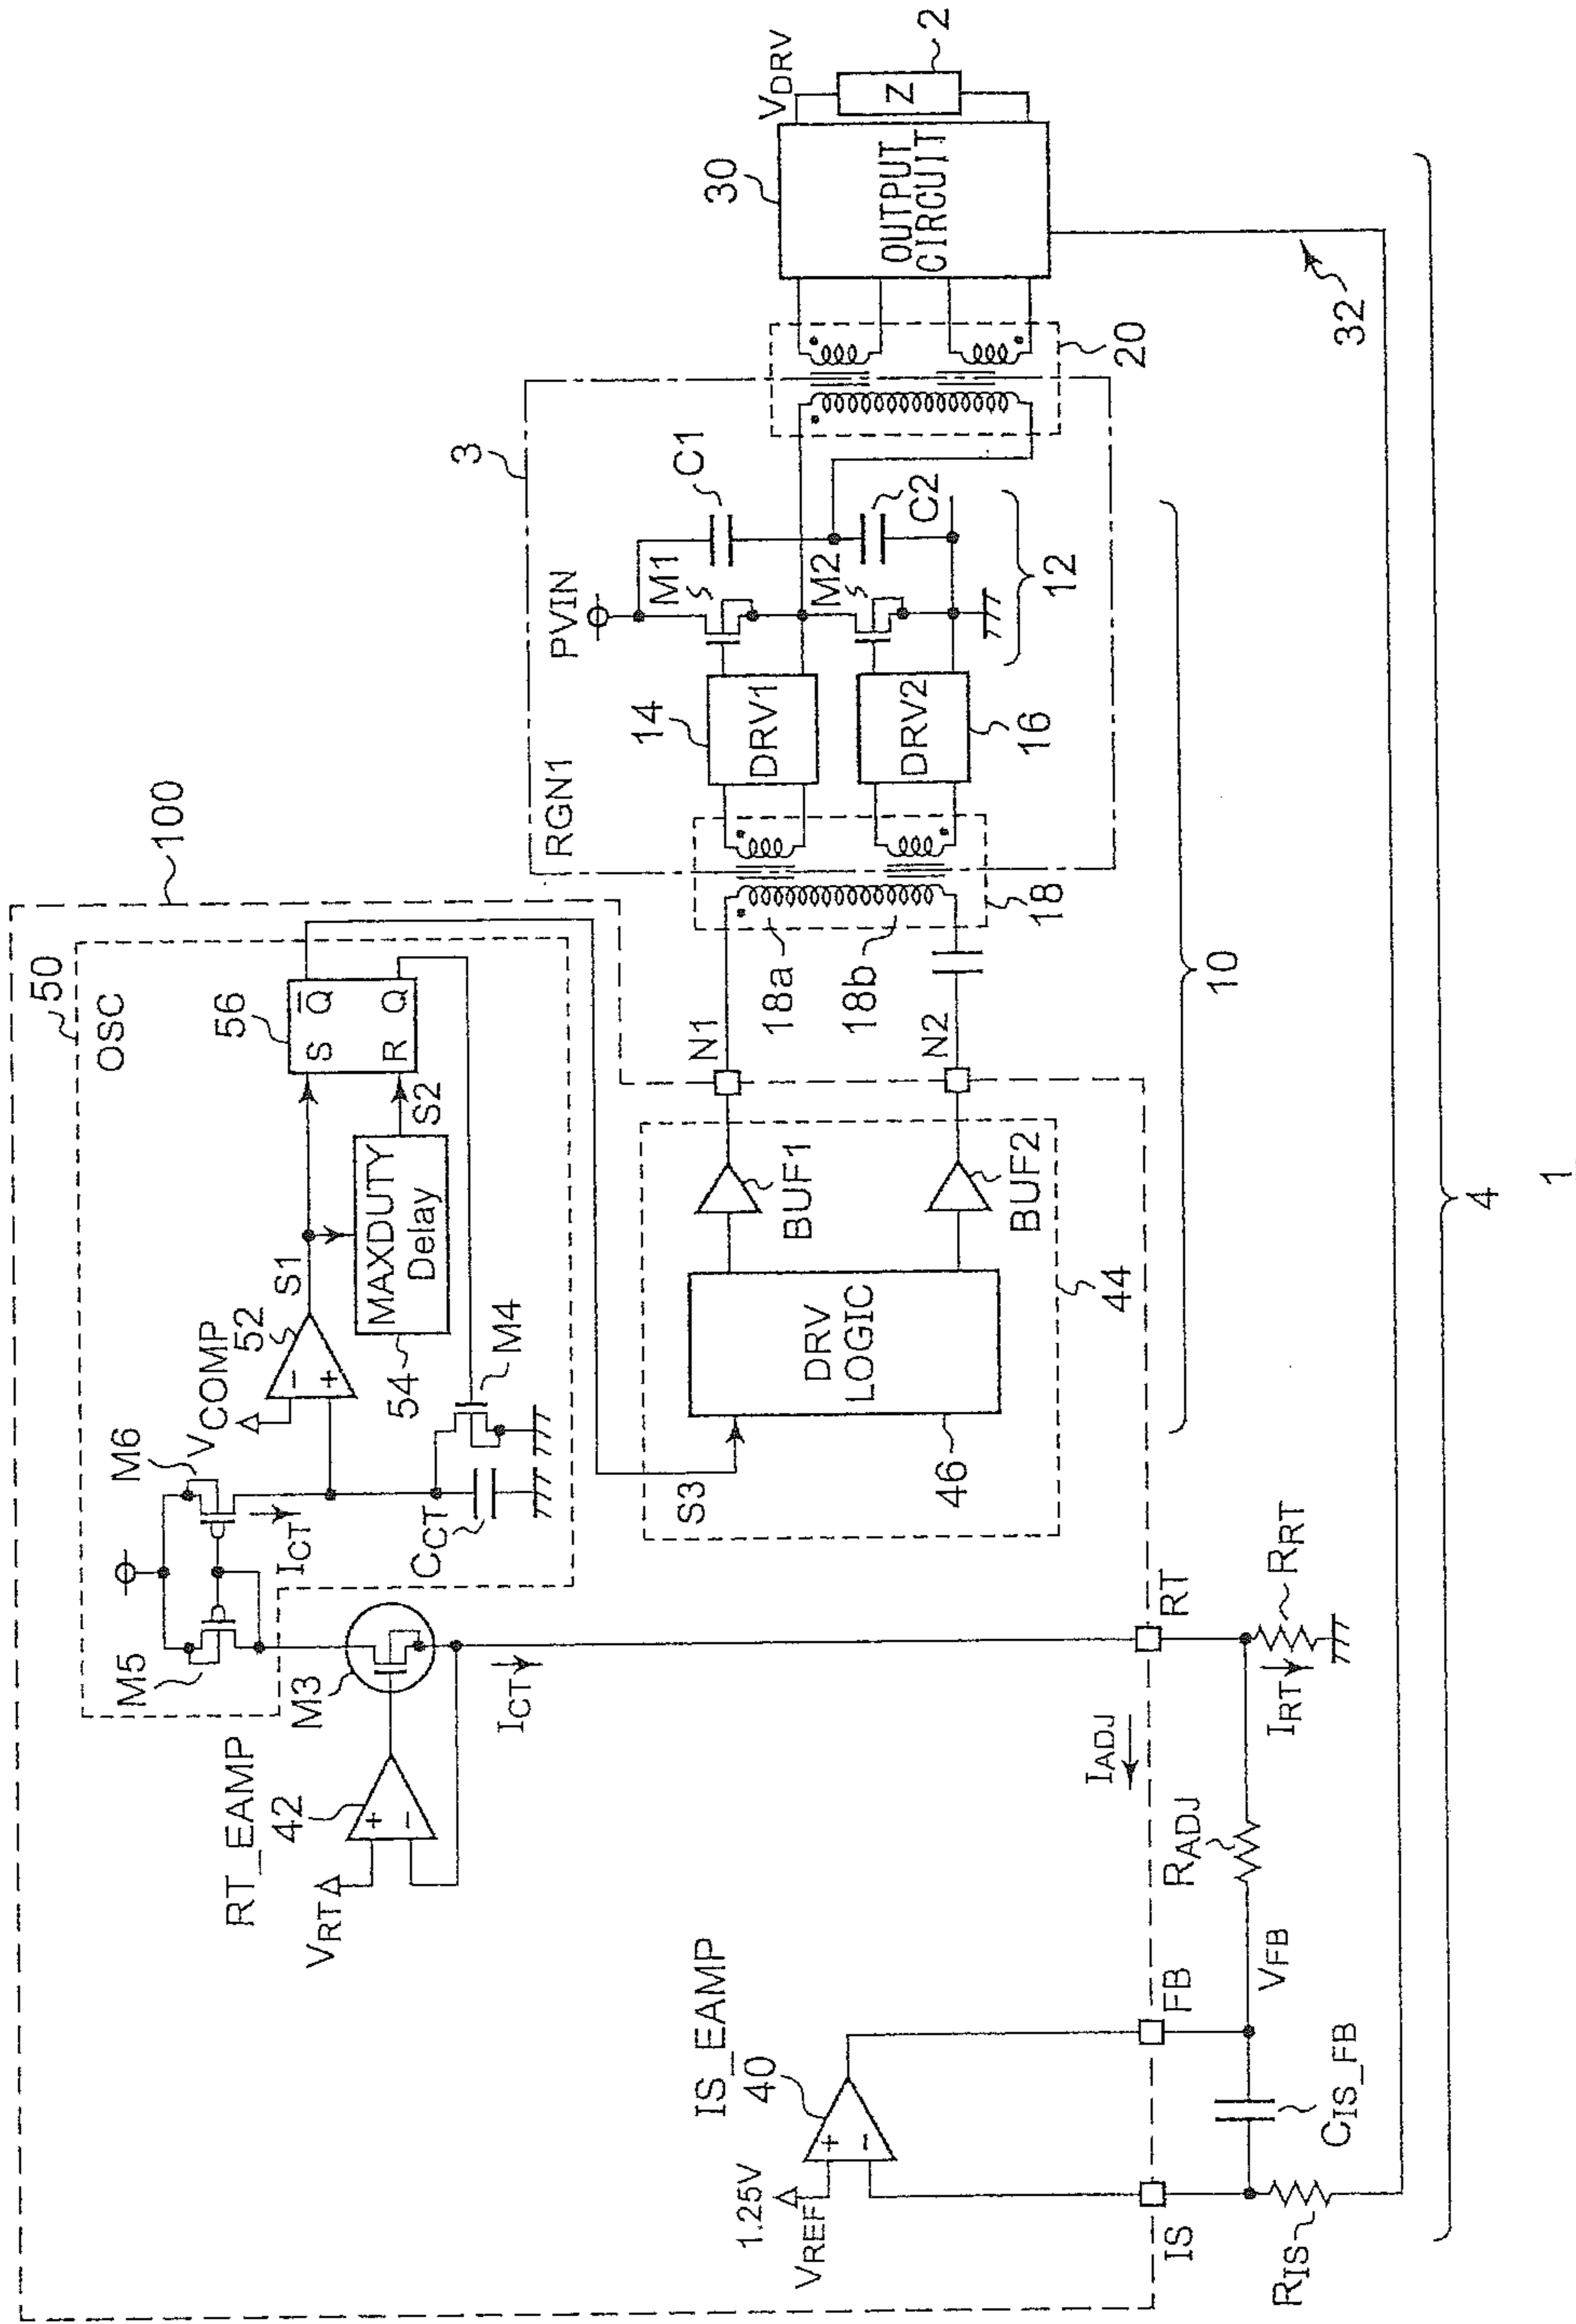 100
50
OSC
56
S
Q̅
R
Q
S1
S2
MAXDUTY
Delay
54
52
VCOMP
M6
M5
ICT
CCT
M4
M3
RT_EAMP
42
+
−
VRT
ICT
−
+
3
RGN1
PVIN
M1
C1
M2
C2
12
14
DRV1
DRV2
16
18
18a
18b
20
30
OUTPUT
CIRCUIT
VDRV
Z
2
32
N1
N2
BUF1
BUF2
DRV
LOGIC
44
46
S3
10
IS_EAMP
40
1.25V
VREF
+
−
IS
FB
RT
IADJ
RADJ
IRT
RRT
VFB
CIS_FB
RIS
4
1